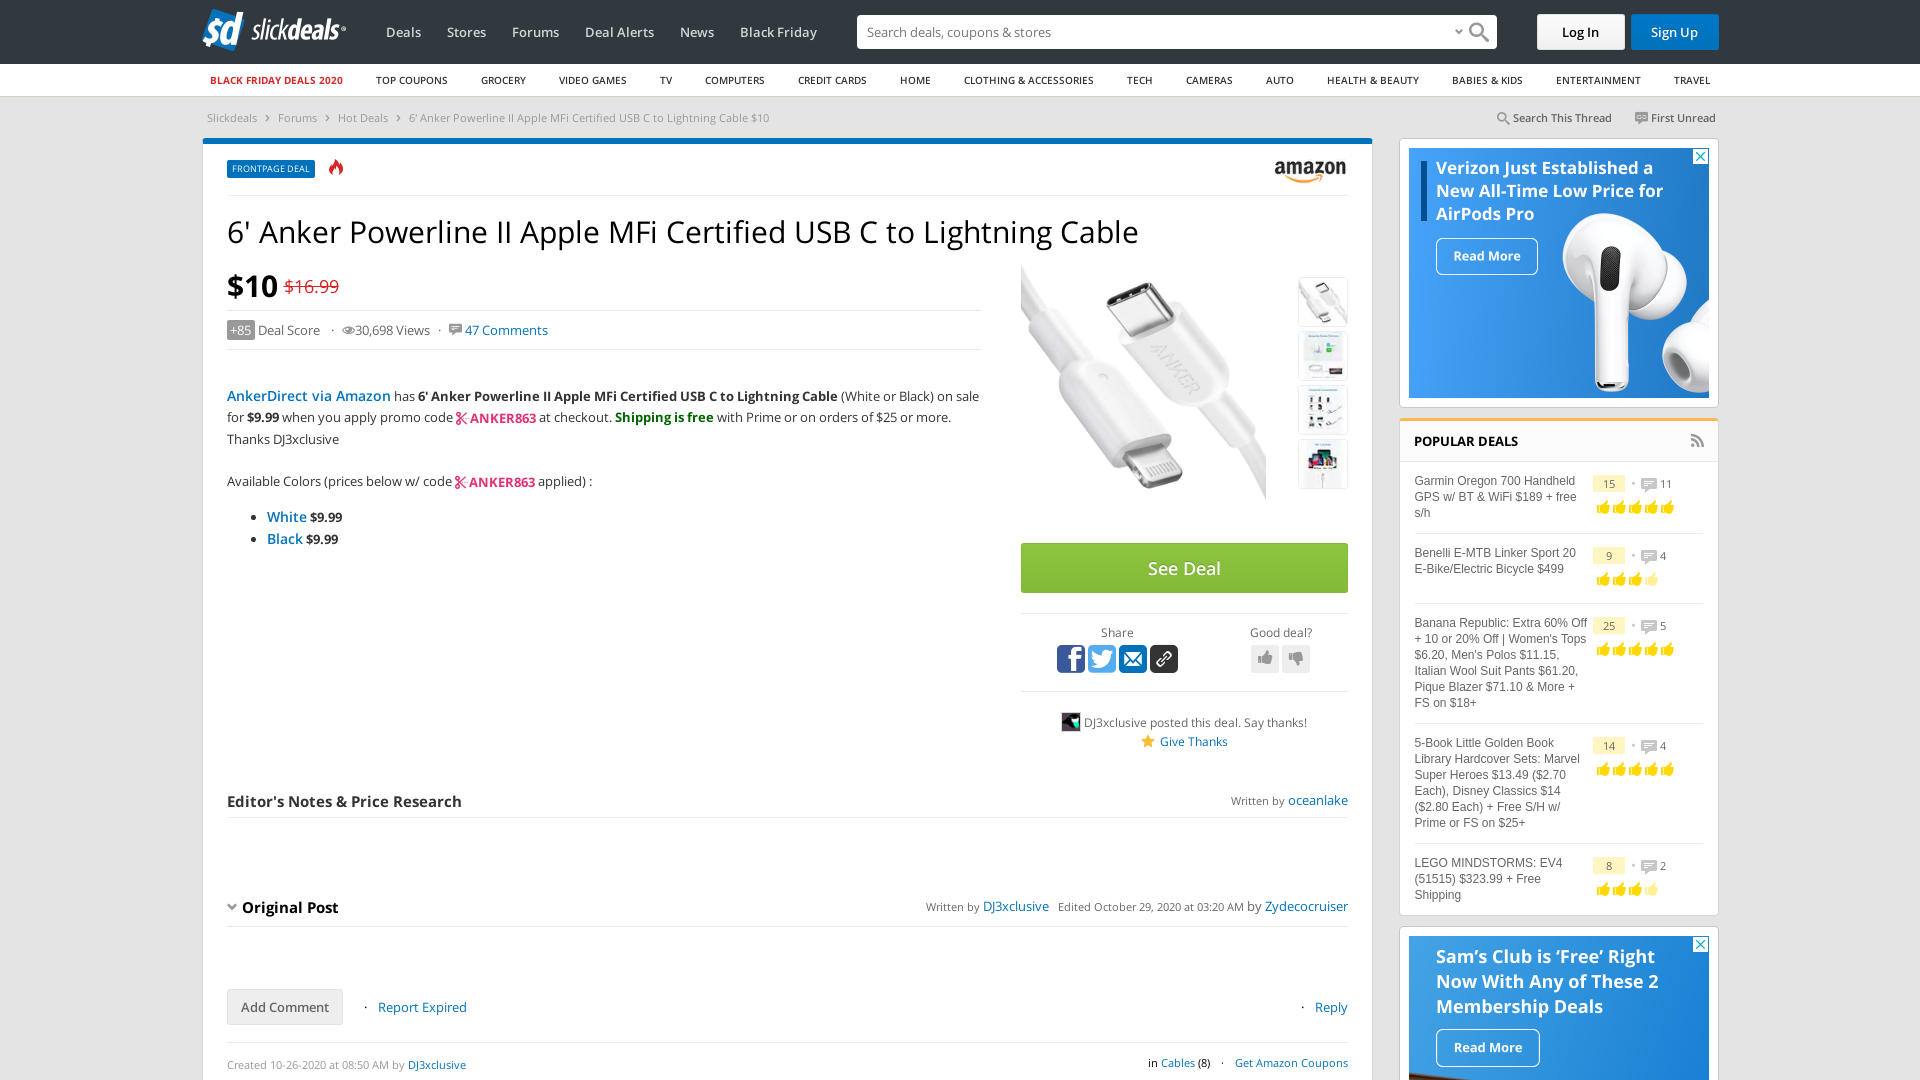 sd slickdeals
Deals Stores Forums Deal Alerts News Black Friday
Search deals, coupons & shopping
Log In Sign Up
BLACK FRIDAY DEALS 2020 TOP COUPONS GROCERY VIDEO GAMES TV COMPUTERS CREDIT CARDS HOME CLOTHING & ACCESSORIES TECH CAMERAS AUTO HEALTH & BEAUTY BABIES & KIDS ENTERTAINMENT TRAVEL
Slickdeals › Forums › Hot Deals › 6' Anker Powerline II Apple MFi Certified USB C to Lightning Cable $10
Search This Thread First Unread
FRONTPAGE DEAL
amazon
6' Anker Powerline II Apple MFi Certified USB C to Lightning Cable
$10 $16.99
+85 Deal Score · 30,698 Views · 47 Comments
AnkerDirect via Amazon has 6' Anker Powerline II Apple MFi Certified USB C to Lightning Cable (White or Black) on sale
for $9.99 when you apply promo code ANKER863 at checkout. Shipping is free with Prime or on orders of $25 or more.
Thanks DJ3xclusive
Available Colors (prices below w/ code ANKER863 applied) :
• White $9.99
• Black $9.99
ANKER
See Deal
Share Good deal?
DJ3xclusive posted this deal. Say thanks!
Give Thanks
Editor's Notes & Price Research
Written by oceanlake
Original Post
Written by DJ3xclusive Edited October 29, 2020 at 03:20 AM by Zydecocruiser
Add Comment · Report Expired
· Reply
Created 10-26-2020 at 08:50 AM by DJ3xclusive
in Cables (8) · Get Amazon Coupons
Verizon Just Established a
New All-Time Low Price for
AirPods Pro
Read More
POPULAR DEALS
Garmin Oregon 700 Handheld
GPS w/ BT & WiFi $189 + free
s/h
15 • 11
Benelli E-MTB Linker Sport 20
E-Bike/Electric Bicycle $499
9 • 4
Banana Republic: Extra 60% Off
+ 10 or 20% Off | Women's Tops
$6.20, Men's Polos $11.15,
Italian Wool Suit Pants $61.20,
Pique Blazer $71.10 & More +
FS on $18+
25 • 5
5-Book Little Golden Book
Library Hardcover Sets: Marvel
Super Heroes $13.49 ($2.70
Each), Disney Classics $14
($2.80 Each) + Free S/H w/
Prime or FS on $25+
14 • 4
LEGO MINDSTORMS: EV4
(51515) $323.99 + Free
Shipping
8 • 2
Sam's Club is 'Free' Right
Now With Any of These 2
Membership Deals
Read More